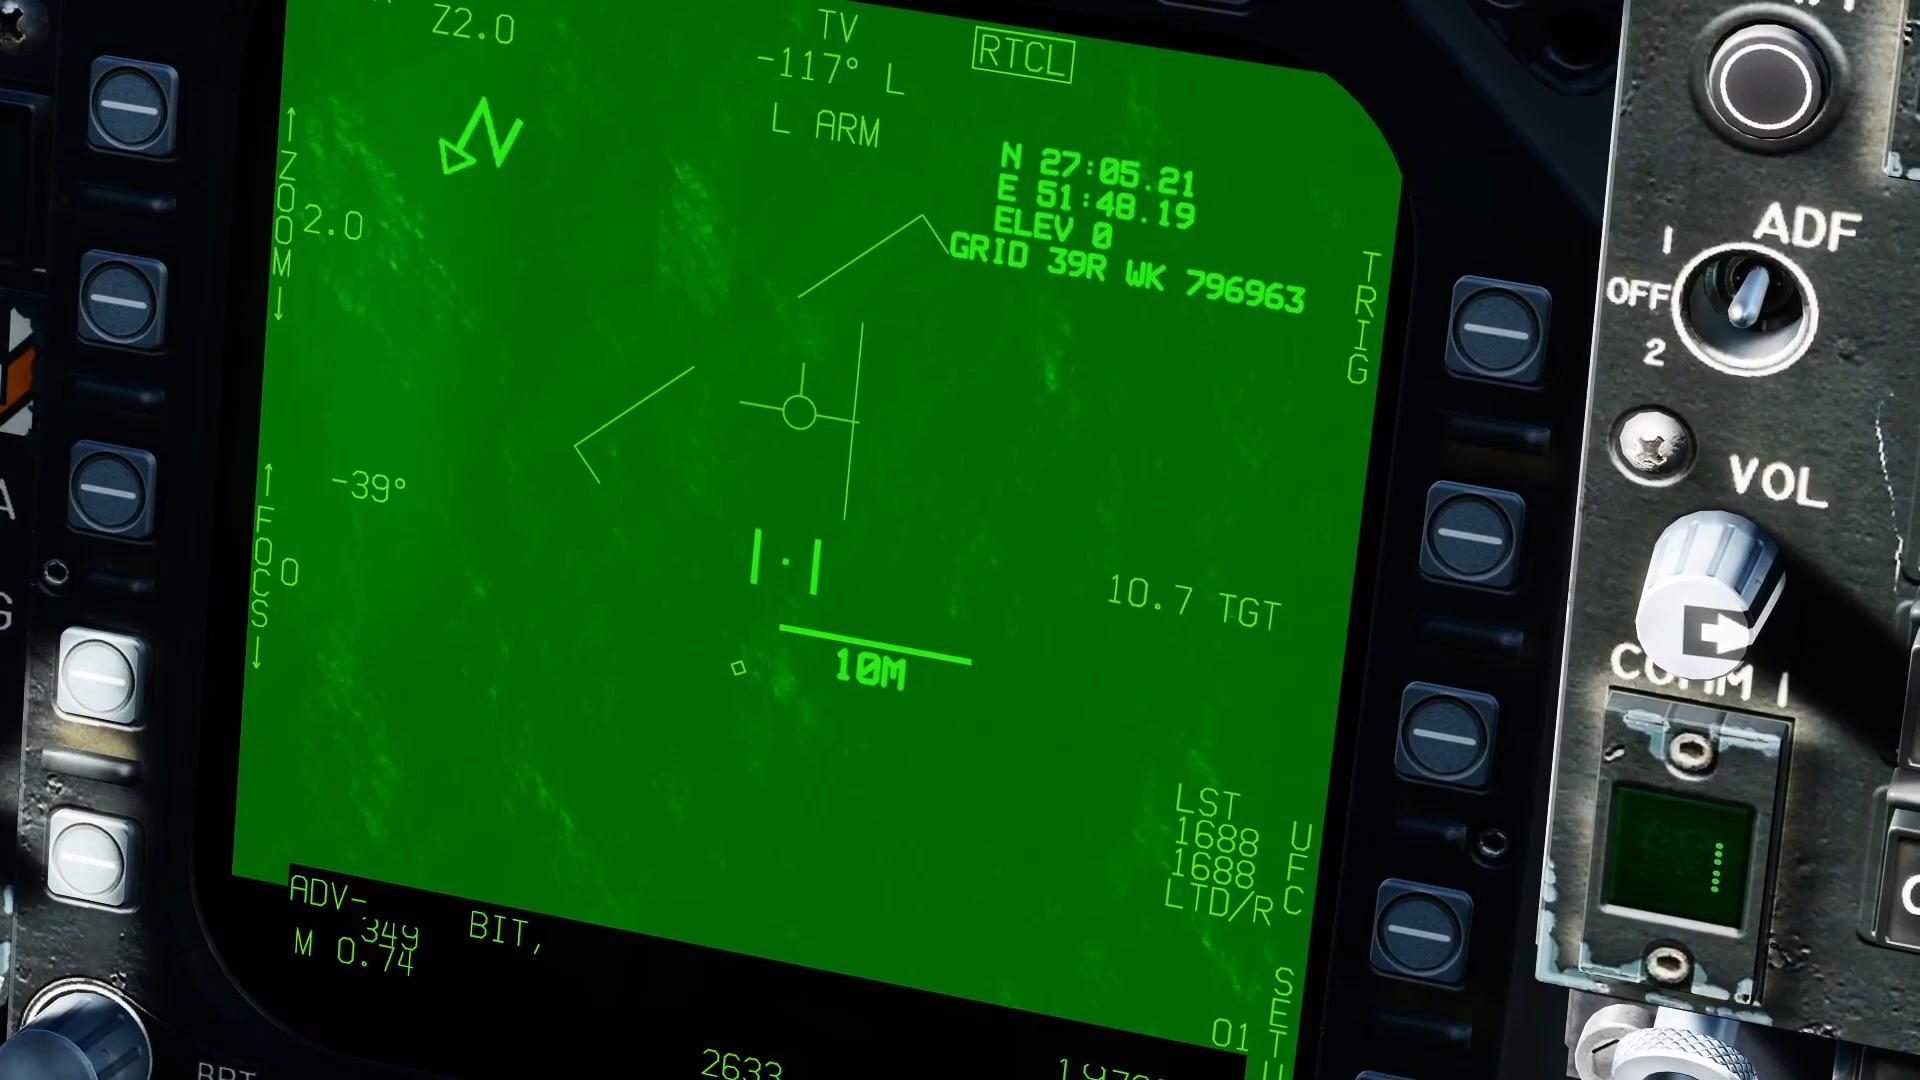 Z2.0
TV
RTCL
-117° L
L ARM
N 27:05.21
E 51:48.19
ELEV 0
GRID 39R WK 796963
↑ZOOM↓
2.0
TRIG
-39°
↑FOCS↓
0
10.7 TGT
10M
LST
1688
1688
LTD/R
UFC
ADV-
BIT,
349
M 0.74
01
2633
ADF
1
OFF
2
VOL
COMM 1